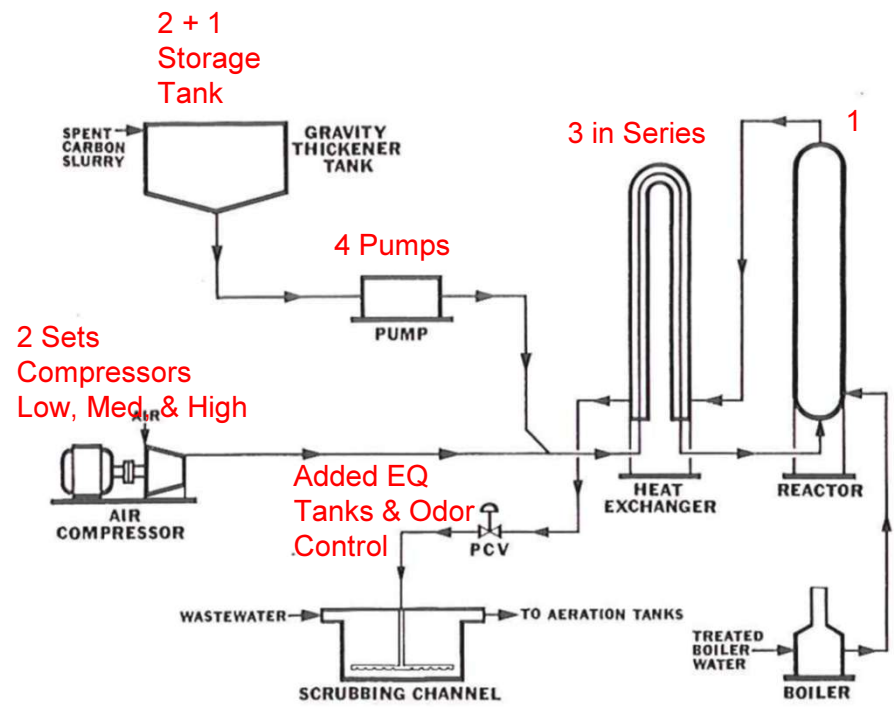 2 + 1
Storage
Tank
SPENT
CARBON
SLURRY
GRAVITY
THICKENER
TANK
3 in Series
1
4 Pumps
PUMP
2 Sets
Compressors
Low, Med, & High
AIR
AIR
COMPRESSOR
Added EQ
Tanks & Odor
Control
HEAT
EXCHANGER
REACTOR
PCV
WASTEWATER
TO AERATION TANKS
SCRUBBING CHANNEL
TREATED
BOILER
WATER
BOILER